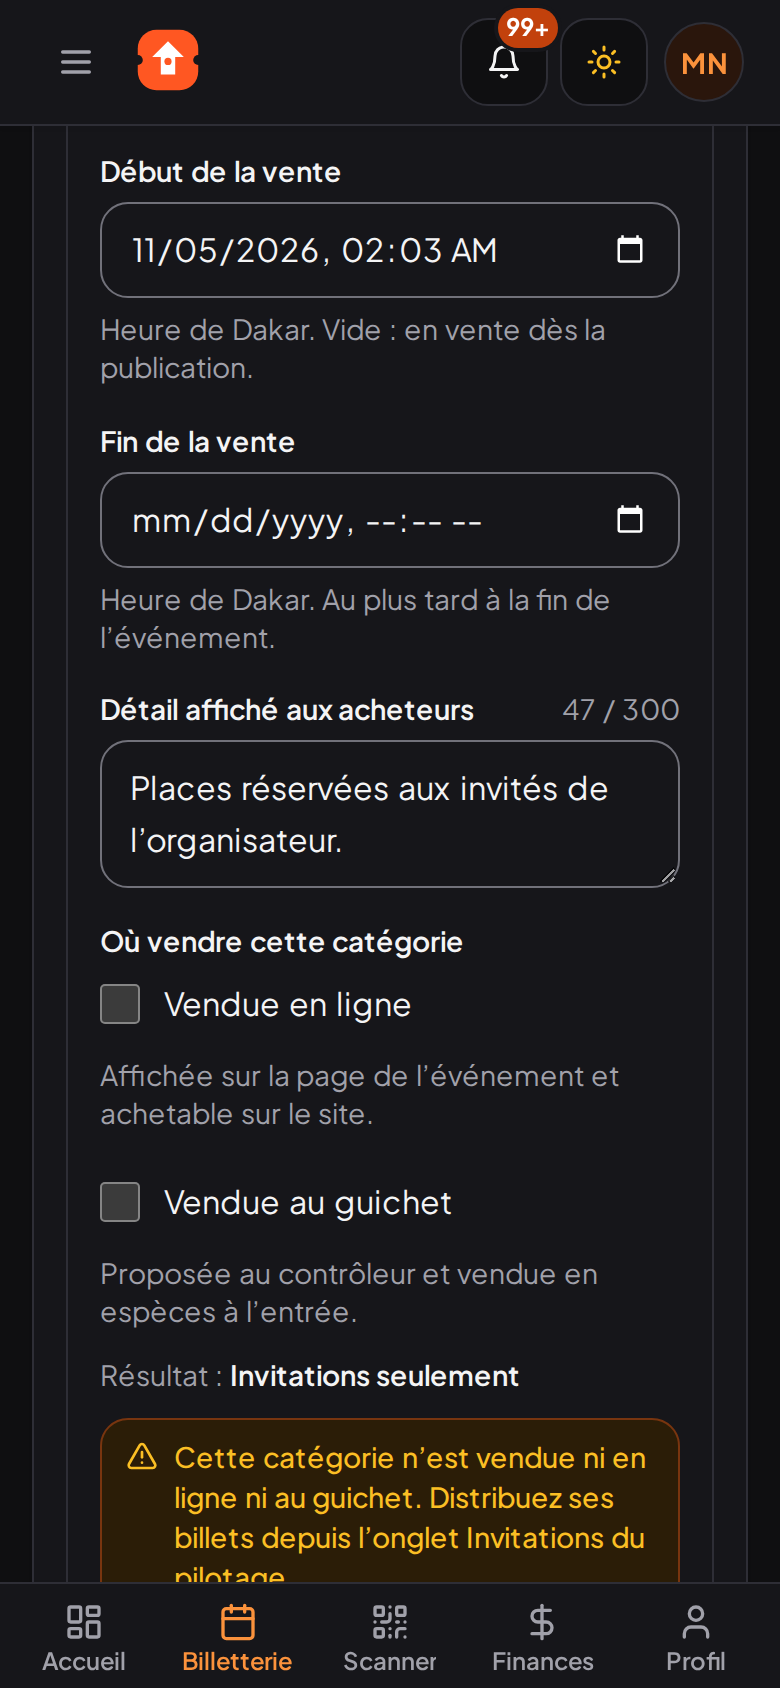 99+
MN
Début de la vente
11/05/2026, 02:03 AM
Heure de Dakar. Vide : en vente dès la
publication.
Fin de la vente
mm/dd/yyyy, --:-- --
Heure de Dakar. Au plus tard à la fin de
l’événement.
Détail affiché aux acheteurs
47 / 300
Places réservées aux invités de
l’organisateur.
Où vendre cette catégorie
Vendue en ligne
Affichée sur la page de l’événement et
achetable sur le site.
Vendue au guichet
Proposée au contrôleur et vendue en
espèces à l’entrée.
Résultat : Invitations seulement
Cette catégorie n’est vendue ni en
ligne ni au guichet. Distribuez ses
billets depuis l’onglet Invitations du
pilotage
Accueil
Billetterie
Scanner
Finances
Profil